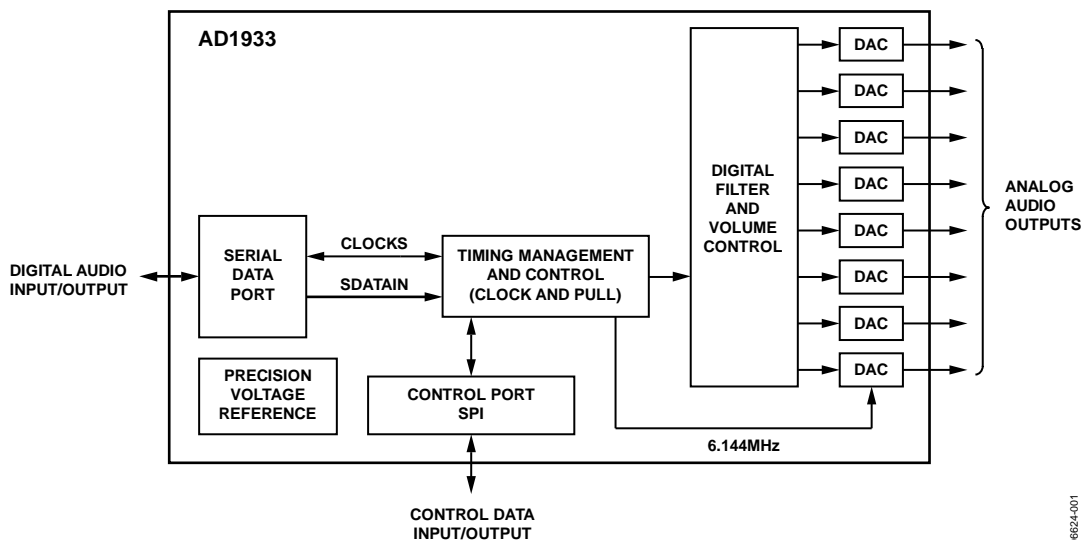 AD1933
DAC
DAC
DAC
DAC
DAC
DAC
DAC
DAC
DIGITAL
FILTER
AND
VOLUME
CONTROL
ANALOG
AUDIO
OUTPUTS
DIGITAL AUDIO
INPUT/OUTPUT
SERIAL
DATA
PORT
CLOCKS
SDATAIN
TIMING MANAGEMENT
AND CONTROL
(CLOCK AND PULL)
PRECISION
VOLTAGE
REFERENCE
CONTROL PORT
SPI
6.144MHz
CONTROL DATA
INPUT/OUTPUT
6624-001